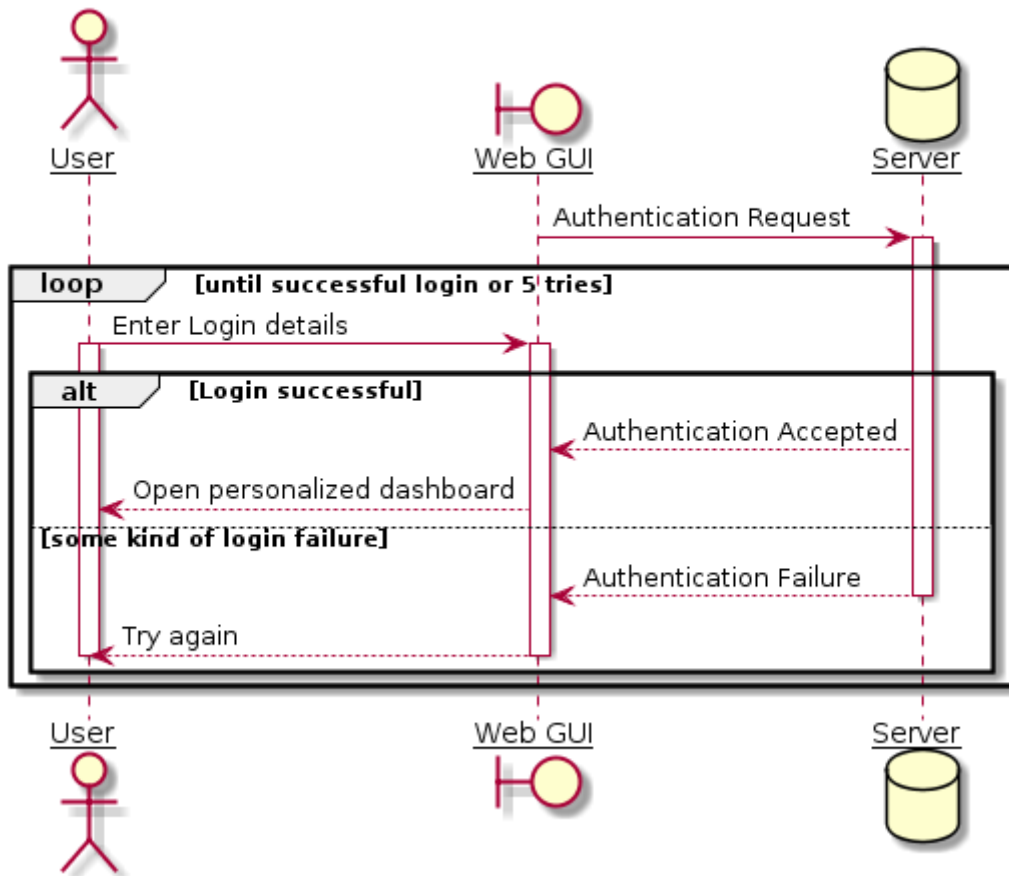 User
Web GUI
Server
Authentication Request
loop [until successful login or 5 tries]
Enter Login details
alt [Login successful]
Authentication Accepted
Open personalized dashboard
[some kind of login failure]
Authentication Failure
Try again
User
Web GUI
Server